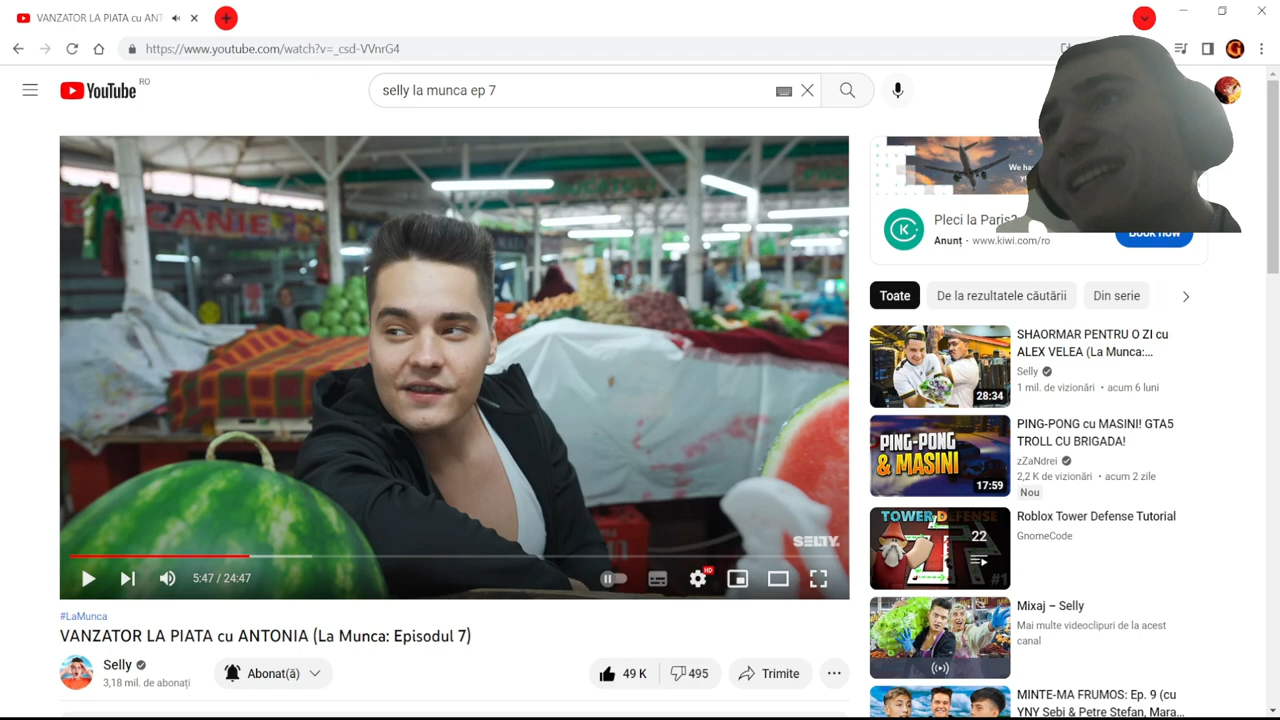 VANZATOR LA PIATA cu ANT
https://www.youtube.com/watch?v=_csd-VVnrG4
G
YouTube
RO
selly la munca ep 7
CANIE
SELLY.
5:47 / 24:47
HD
#LaMunca
VANZATOR LA PIATA cu ANTONIA (La Munca: Episodul 7)
Selly
3,18 mil. de abonați
Abonat(ă)
49 K
495
Trimite
We ha
yo
Pleci la Paris?
Anunț · www.kiwi.com/ro
Book now
Toate
De la rezultatele căutării
Din serie
28:34
SHAORMAR PENTRU O ZI cu
ALEX VELEA (La Munca:...
Selly
1 mil. de vizionări • acum 6 luni
PING-PONG
& MASINI
17:59
PING-PONG cu MASINI! GTA5
TROLL CU BRIGADA!
zZaNdrei
2,2 K de vizionări • acum 2 zile
Nou
TOWER DEFENSE
22
#1
Roblox Tower Defense Tutorial
GnomeCode
Mixaj – Selly
Mai multe videoclipuri de la acest
canal
MINTE-MA FRUMOS: Ep. 9 (cu
YNY Sebi & Petre Stefan, Mara...